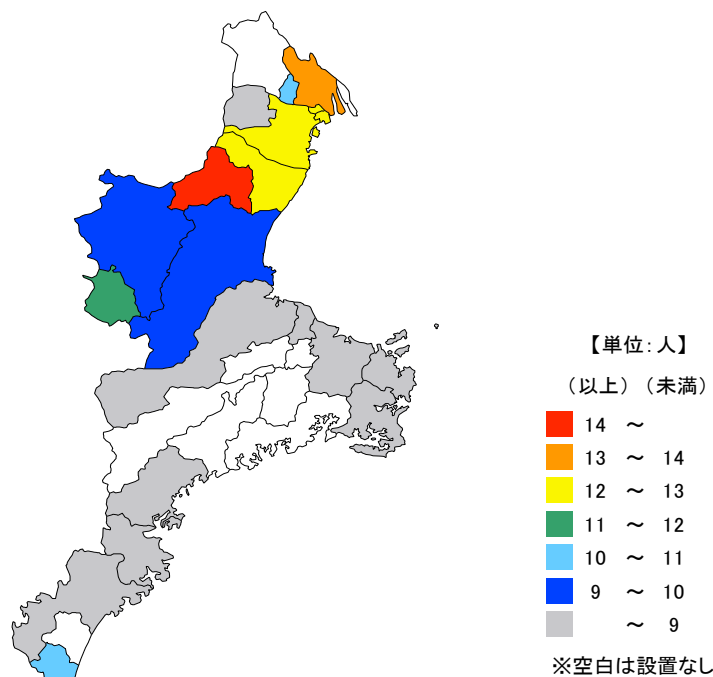 【単位:人】
（以上）（未満）
14 ～
13 ～ 14
12 ～ 13
11 ～ 12
10 ～ 11
9 ～ 10
～ 9
※空白は設置なし